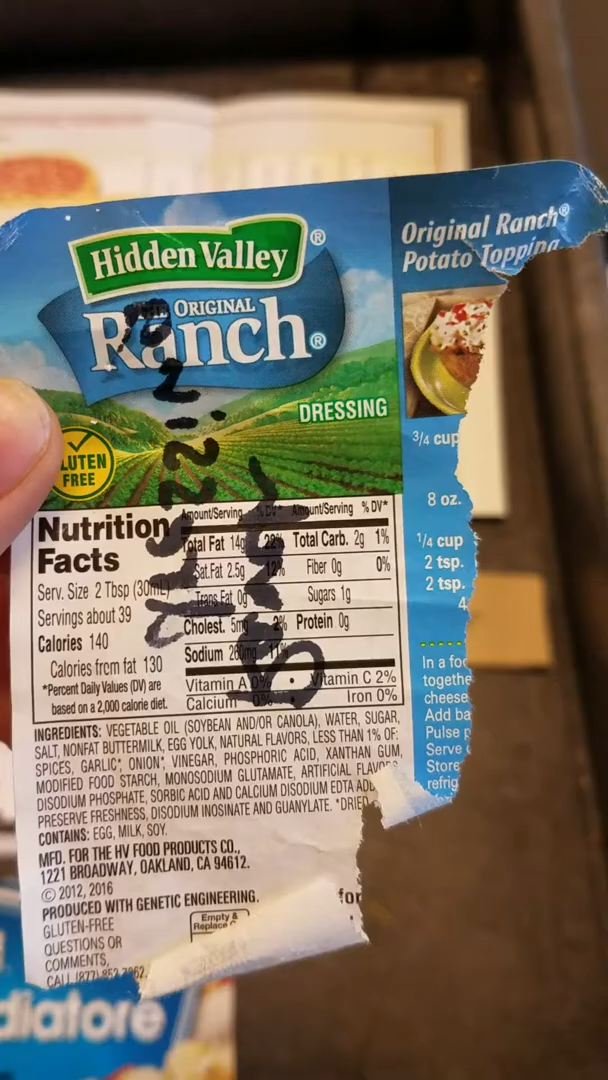 Hidden Valley®
THE ORIGINAL
Ranch®
DRESSING
GLUTEN
FREE
Nutrition
Facts
Serv. Size 2 Tbsp (30mL)
Servings about 39
Calories 140
Calories from fat 130
*Percent Daily Values (DV) are
based on a 2,000 calorie diet.
Amount/Serving % DV* Amount/Serving % DV*
Total Fat 14g 22% Total Carb. 2g 1%
Sat.Fat 2.5g 12% Fiber 0g 0%
Trans Fat 0g Sugars 1g
Cholest. 5mg 2% Protein 0g
Sodium 260mg 11%
Vitamin A 0% • Vitamin C 2%
Calcium 0% • Iron 0%
INGREDIENTS: VEGETABLE OIL (SOYBEAN AND/OR CANOLA), WATER, SUGAR,
SALT, NONFAT BUTTERMILK, EGG YOLK, NATURAL FLAVORS, LESS THAN 1% OF:
SPICES, GARLIC*, ONION*, VINEGAR, PHOSPHORIC ACID, XANTHAN GUM,
MODIFIED FOOD STARCH, MONOSODIUM GLUTAMATE, ARTIFICIAL FLAVORS,
DISODIUM PHOSPHATE, SORBIC ACID AND CALCIUM DISODIUM EDTA ADD
PRESERVE FRESHNESS, DISODIUM INOSINATE AND GUANYLATE. *DRIED
CONTAINS: EGG, MILK, SOY.
MFD. FOR THE HV FOOD PRODUCTS CO.,
1221 BROADWAY, OAKLAND, CA 94612.
© 2012, 2016
PRODUCED WITH GENETIC ENGINEERING.
GLUTEN-FREE
QUESTIONS OR
COMMENTS,
CALL (877) 853-7262.
Empty &
Replace
for
Original Ranch®
Potato Topping
3/4 cup
8 oz.
1/4 cup
2 tsp.
2 tsp.
4
In a foo
togethe
cheese
Add ba
Pulse p
Serve
Store
refrig
diatore